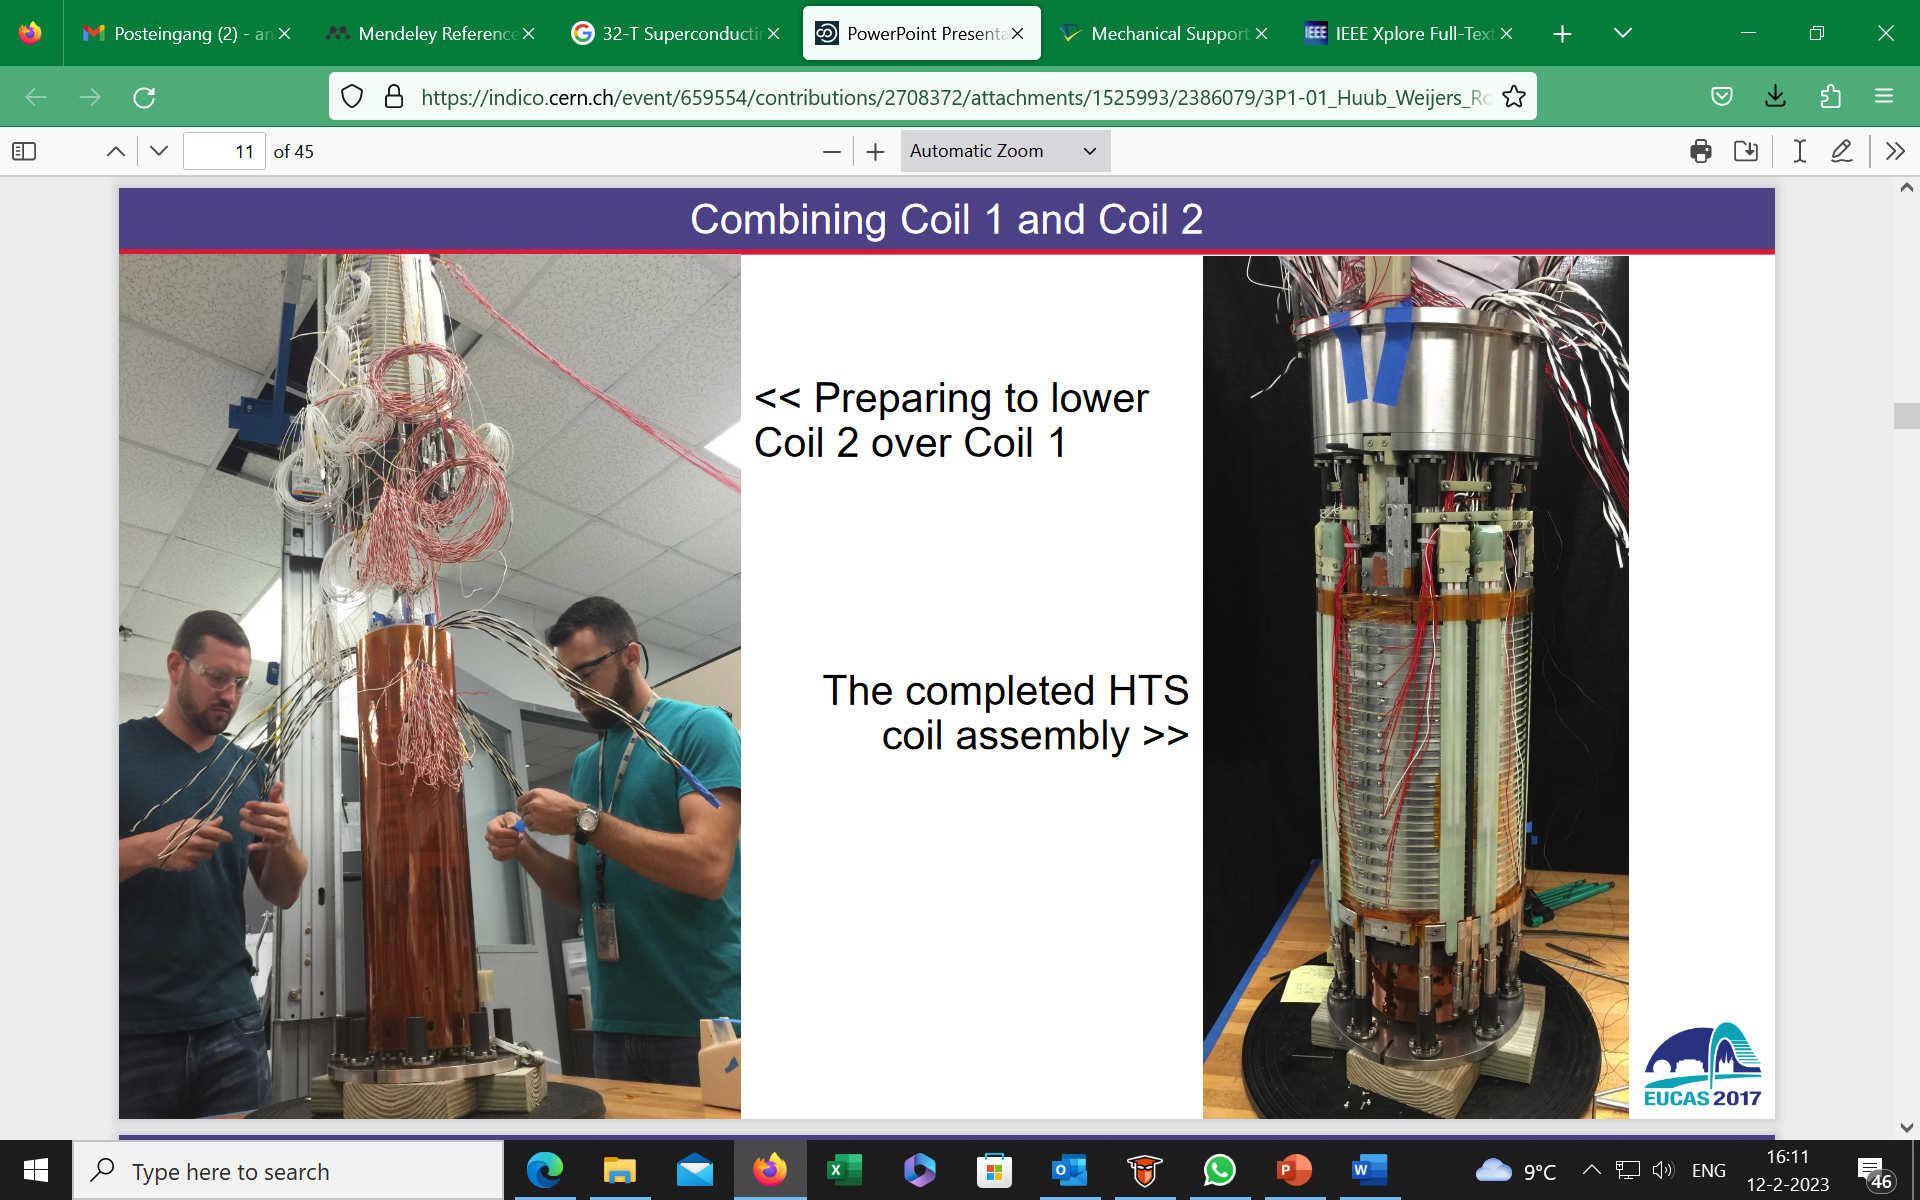 Posteingang (2) - an
Mendeley Reference
32-T Superconducti
PowerPoint Presenta
Mechanical Support
IEEE
IEEE Xplore Full-Text
https://indico.cern.ch/event/659554/contributions/2708372/attachments/1525993/2386079/3P1-01_Huub_Weijers_Ro
11
of 45
Automatic Zoom
Combining Coil 1 and Coil 2
<< Preparing to lower
Coil 2 over Coil 1
The completed HTS
coil assembly >>
EUCAS 2017
Type here to search
9°C
ENG
16:11
12-2-2023
46